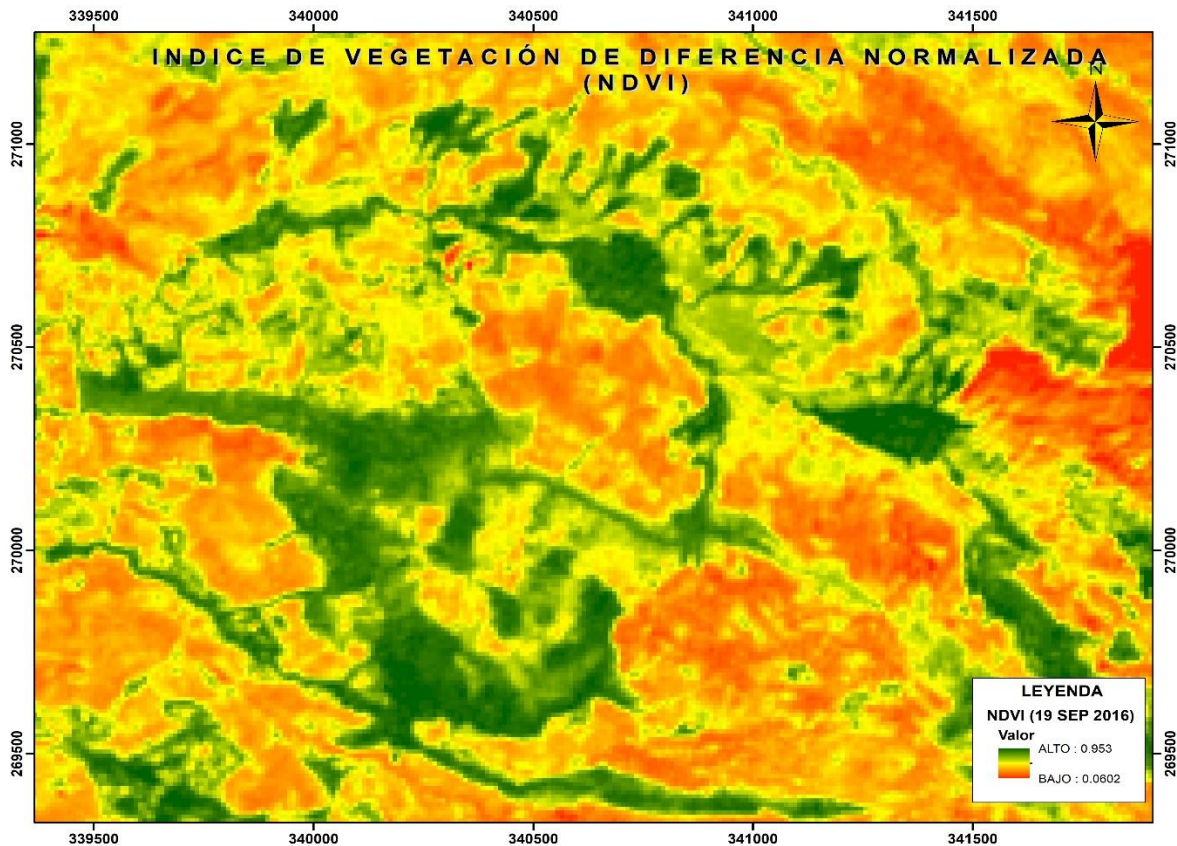 339500 340000 340500 341000 341500
INDICE DE VEGETACIÓN DE DIFERENCIA NORMALIZADA
(NDVI)
N
271000 271000
270500 270500
270000 270000
LEYENDA
NDVI (19 SEP 2016)
Valor
ALTO : 0.953
BAJO : 0.0602
269500 269500
339500 340000 340500 341000 341500